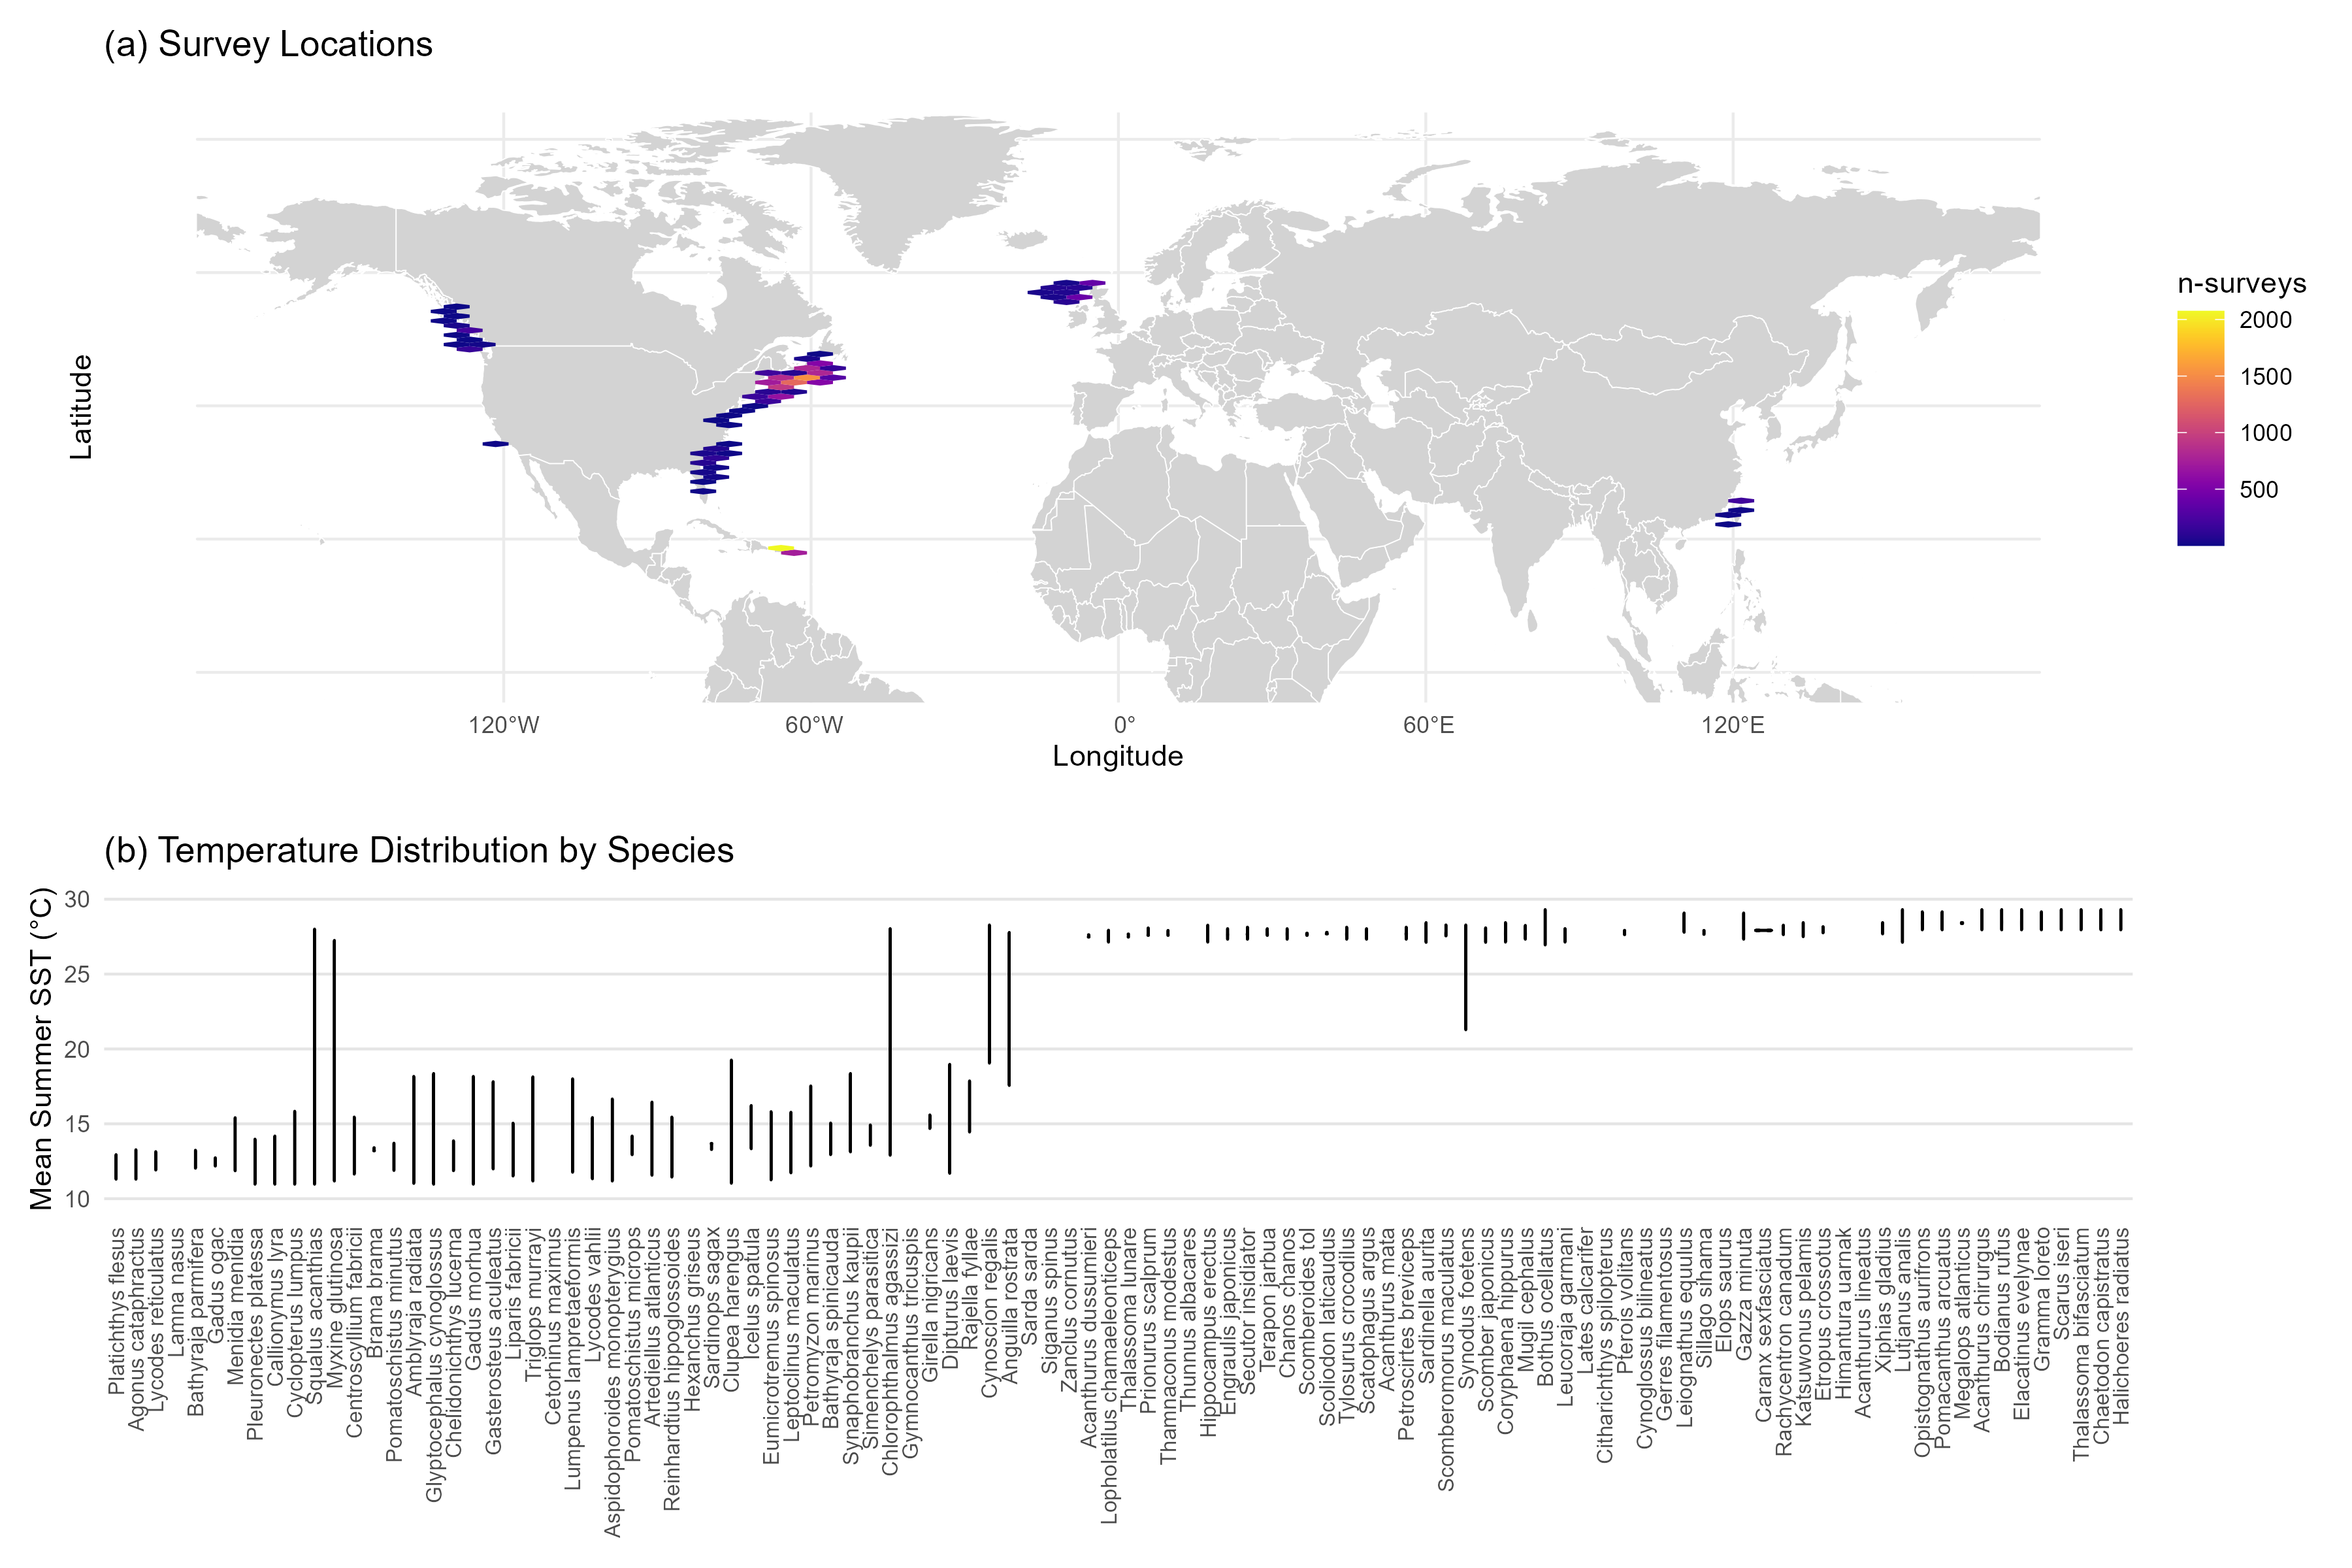 (a) Survey Locations
Latitude
120°W
60°W
0°
60°E
120°E
Longitude
n-surveys
2000
1500
1000
500
(b) Temperature Distribution by Species
Mean Summer SST (°C)
30
25
20
15
10
Platichthys flesus
Agonus cataphractus
Lycodes reticulatus
Lamna nasus
Bathyraja parmifera
Gadus ogac
Menidia menidia
Pleuronectes platessa
Callionymus lyra
Cyclopterus lumpus
Squalus acanthias
Myxine glutinosa
Centroscyllium fabricii
Brama brama
Pomatoschistus minutus
Amblyraja radiata
Glyptocephalus cynoglossus
Chelidonichthys lucerna
Gadus morhua
Gasterosteus aculeatus
Liparis fabricii
Triglops murrayi
Cetorhinus maximus
Lumpenus lampretaeformis
Lycodes vahlii
Aspidophoroides monopterygius
Pomatoschistus microps
Artediellus atlanticus
Reinhardtius hippoglossoides
Hexanchus griseus
Sardinops sagax
Clupea harengus
Icelus spatula
Eumicrotremus spinosus
Leptoclinus maculatus
Petromyzon marinus
Bathyraja spinicauda
Synaphobranchus kaupii
Simenchelys parasitica
Chlorophthalmus agassizi
Gymnocanthus tricuspis
Girella nigricans
Dipturus laevis
Rajella fyllae
Cynoscion regalis
Anguilla rostrata
Sarda sarda
Siganus spinus
Zanclus cornutus
Acanthurus dussumieri
Lopholatilus chamaeleonticeps
Thalassoma lunare
Prionurus scalprum
Thamnaconus modestus
Thunnus albacares
Hippocampus erectus
Engraulis japonicus
Secutor insidiator
Terapon jarbua
Chanos chanos
Scomberoides tol
Scoliodon laticaudus
Tylosurus crocodilus
Scatophagus argus
Acanthurus mata
Petroscirtes breviceps
Sardinella aurita
Scomberomorus maculatus
Synodus foetens
Scomber japonicus
Coryphaena hippurus
Mugil cephalus
Bothus ocellatus
Leucoraja garmani
Lates calcarifer
Citharichthys spilopterus
Pterois volitans
Cynoglossus bilineatus
Gerres filamentosus
Leiognathus equulus
Sillago sihama
Elops saurus
Gazza minuta
Caranx sexfasciatus
Rachycentron canadum
Katsuwonus pelamis
Etropus crossotus
Himantura uarnak
Acanthurus lineatus
Xiphias gladius
Lutjanus analis
Opistognathus aurifrons
Pomacanthus arcuatus
Megalops atlanticus
Acanthurus chirurgus
Bodianus rufus
Elacatinus evelynae
Gramma loreto
Scarus iseri
Thalassoma bifasciatum
Chaetodon capistratus
Halichoeres radiatus